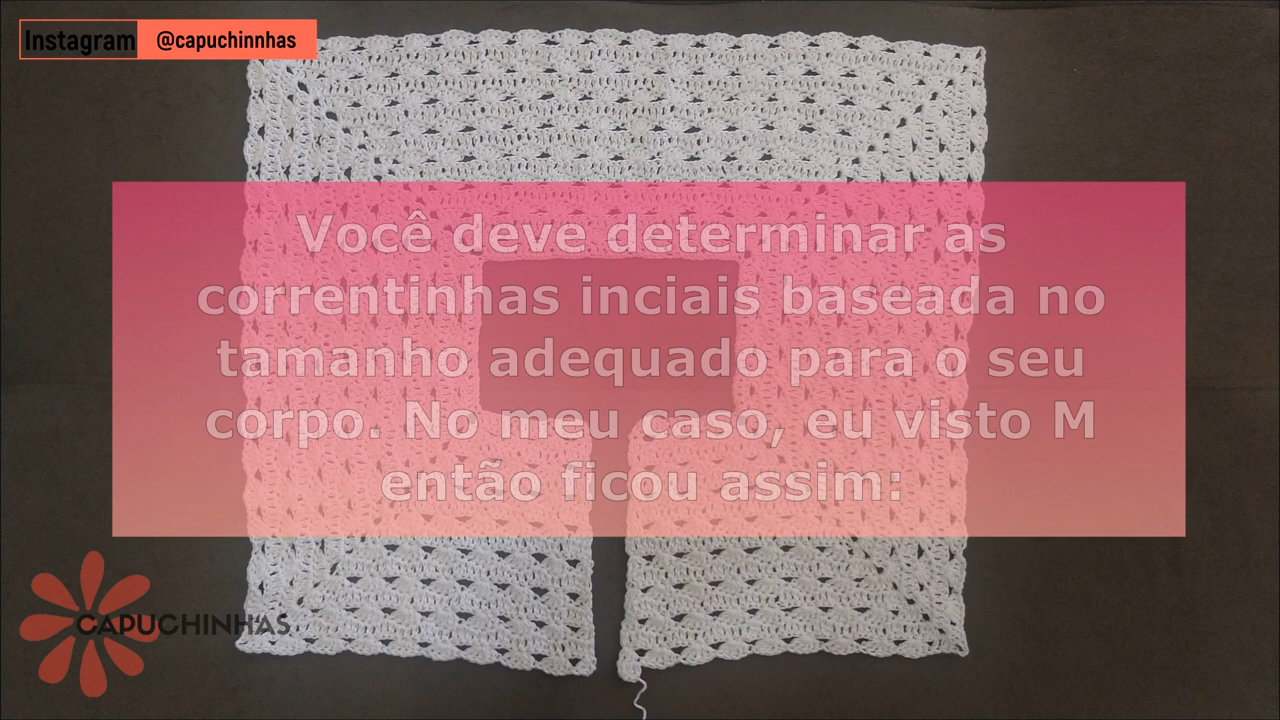 Instagram @capuchinnhas
Você deve determinar as
correntinhas inciais baseada no
tamanho adequado para o seu
corpo. No meu caso, eu visto M
então ficou assim:
CAPUCHINHAS